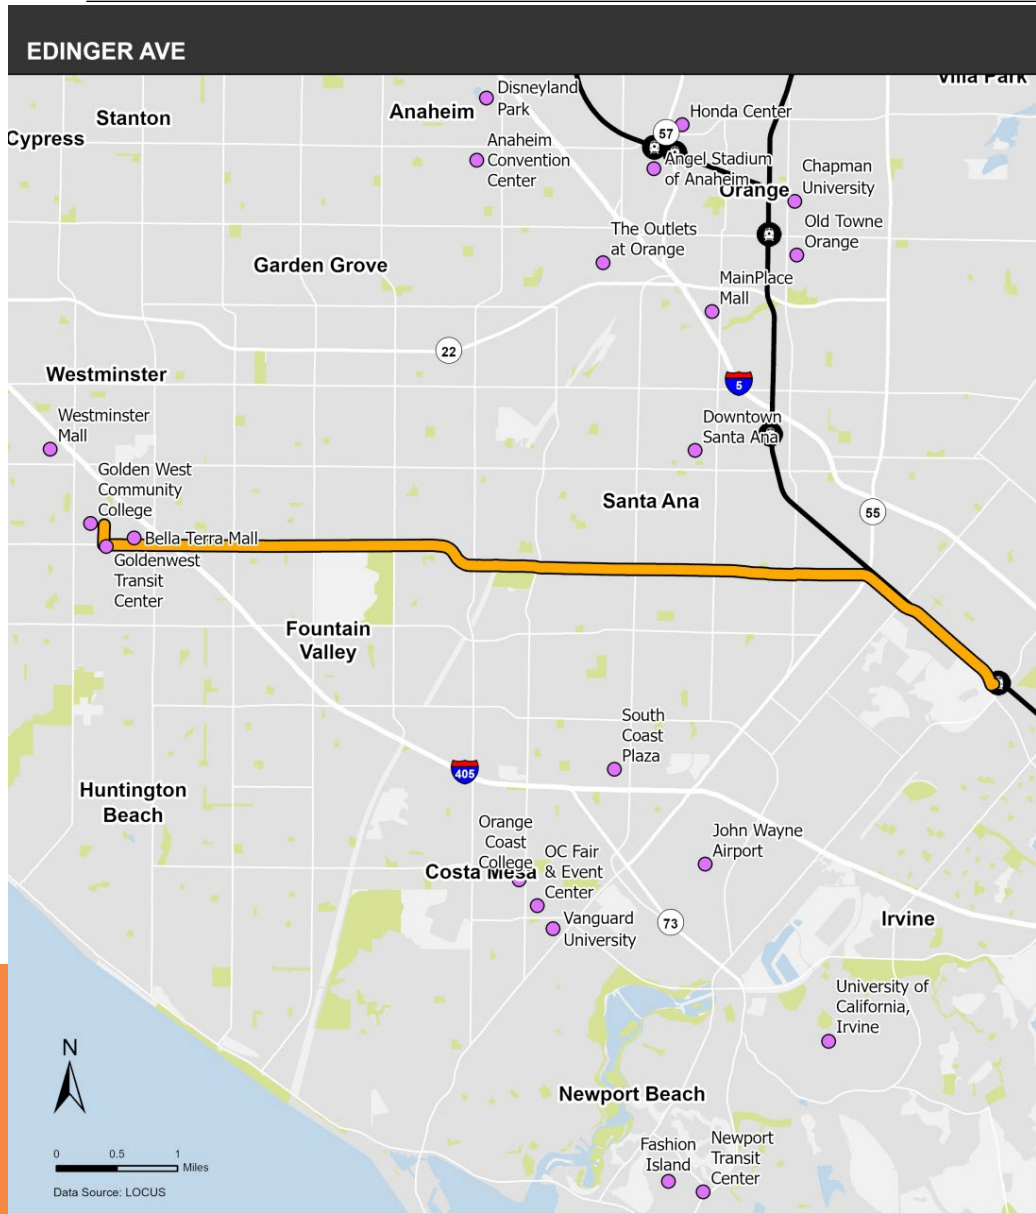 EDINGER AVE
Villa Park
Disneyland
Park
Stanton
Anaheim
Honda Center
Cypress
57
Anaheim
Convention
Center
Angel Stadium
of Anaheim
Chapman
University
Orange
Old Towne
Orange
The Outlets
at Orange
Garden Grove
MainPlace
Mall
22
Westminster
5
Westminster
Mall
Downtown
Santa Ana
Golden West
Community
College
Santa Ana
55
Bella Terra Mall
Goldenwest
Transit
Center
Fountain
Valley
South
Coast
Plaza
405
Huntington
Beach
Orange
Coast
College
John Wayne
Airport
OC Fair
& Event
Center
Costa Mesa
Vanguard
University
73
Irvine
University of
California,
Irvine
N
Newport Beach
Fashion
Island
Newport
Transit
Center
0 0.5 1
Miles
Data Source: LOCUS